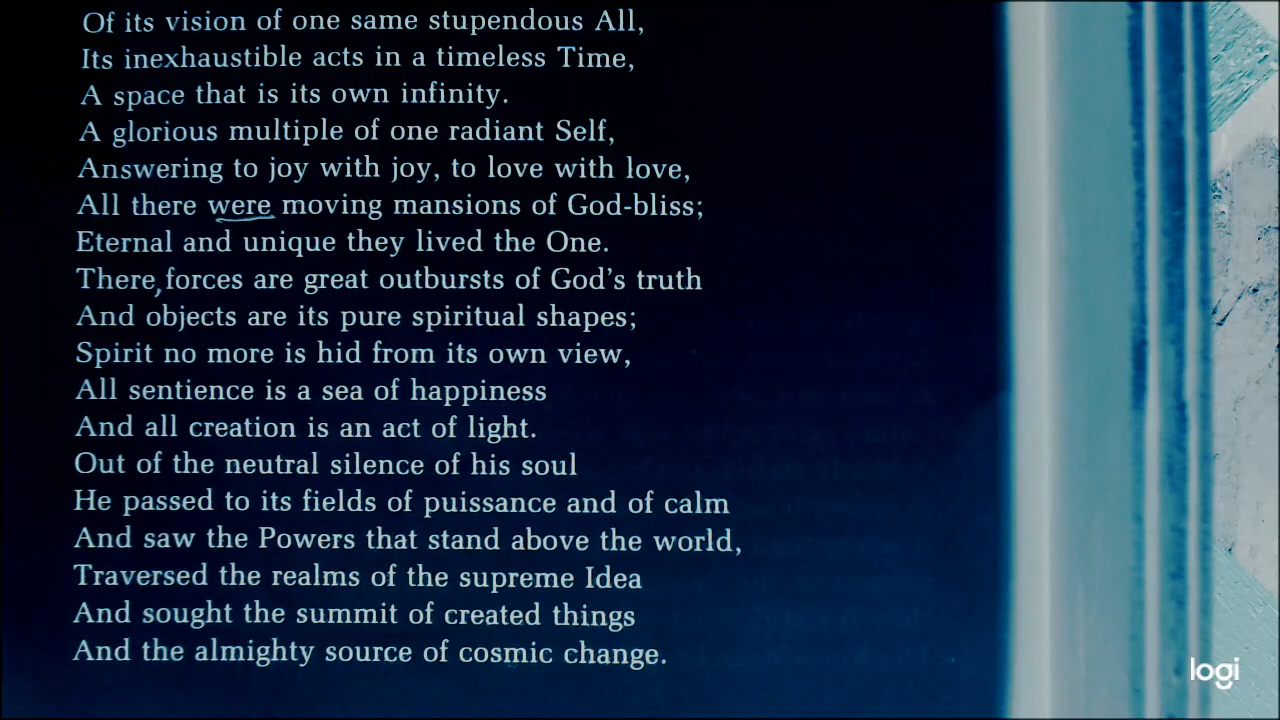 Of its vision of one same stupendous All,
Its inexhaustible acts in a timeless Time,
A space that is its own infinity.
A glorious multiple of one radiant Self,
Answering to joy with joy, to love with love,
All there were moving mansions of God-bliss;
Eternal and unique they lived the One.
There, forces are great outbursts of God's truth
And objects are its pure spiritual shapes;
Spirit no more is hid from its own view,
All sentience is a sea of happiness
And all creation is an act of light.
Out of the neutral silence of his soul
He passed to its fields of puissance and of calm
And saw the Powers that stand above the world,
Traversed the realms of the supreme Idea
And sought the summit of created things
And the almighty source of cosmic change.
logi